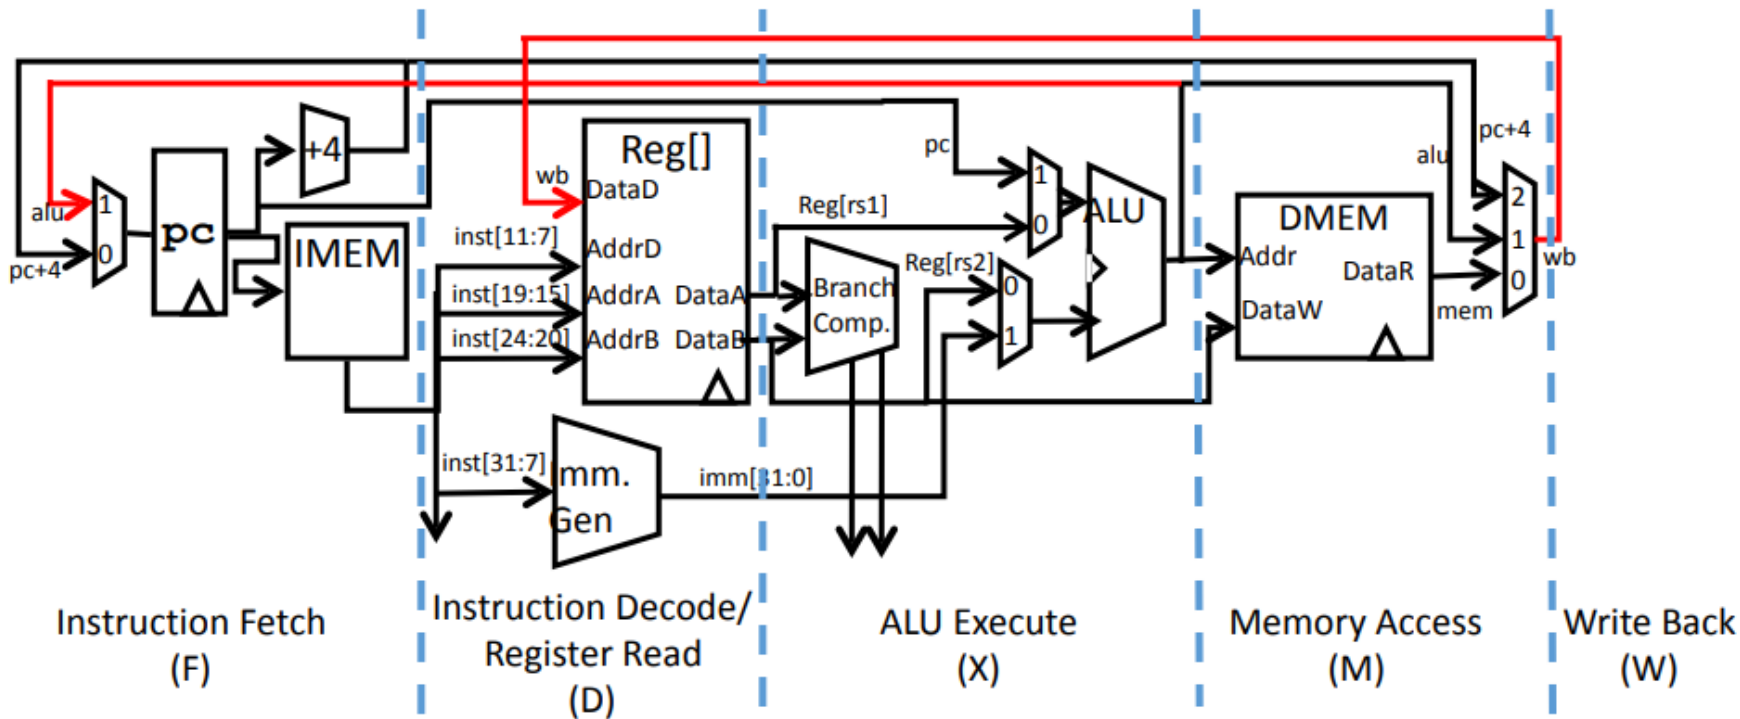 alu
pc+4
1
0
pc
+4
IMEM
inst[11:7]
inst[19:15]
inst[24:20]
inst[31:7]
wb
Reg[]
DataD
AddrD
AddrA DataA
AddrB DataB
Imm.
Gen
imm[31:0]
pc
Reg[rs1]
Reg[rs2]
Branch
Comp.
1
0
0
1
ALU
DMEM
Addr
DataR
DataW
alu
pc+4
mem
2
1
0
wb
Instruction Fetch
(F)
Instruction Decode/
Register Read
(D)
ALU Execute
(X)
Memory Access
(M)
Write Back
(W)